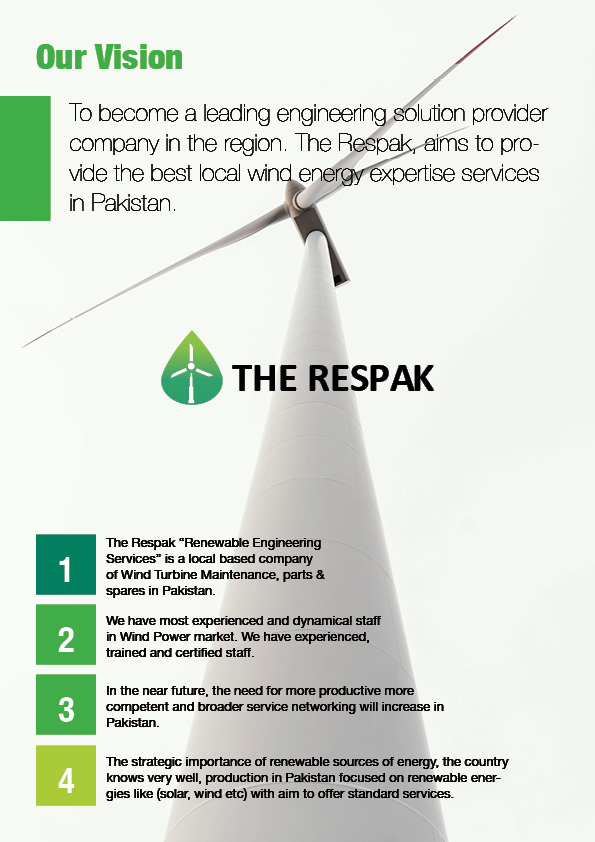 Our Vision
To become a leading engineering solution provider
company in the region. The Respak, aims to pro-
vide the best local wind energy expertise services
in Pakistan.
THE RESPAK
1
The Respak “Renewable Engineering
Services” is a local based company
of Wind Turbine Maintenance, parts &
spares in Pakistan.
2
We have most experienced and dynamical staff
in Wind Power market. We have experienced,
trained and certified staff.
3
In the near future, the need for more productive more
competent and broader service networking will increase in
Pakistan.
4
The strategic importance of renewable sources of energy, the country
knows very well, production in Pakistan focused on renewable ener-
gies like (solar, wind etc) with aim to offer standard services.